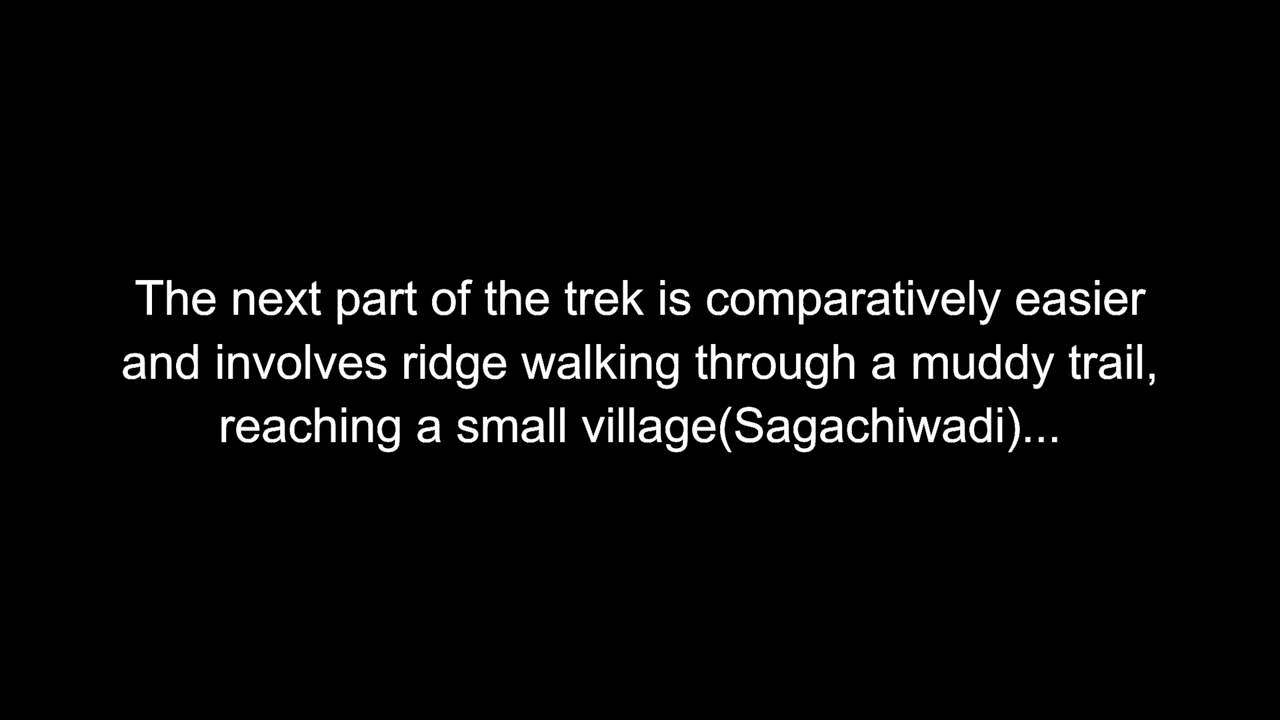 The next part of the trek is comparatively easier
and involves ridge walking through a muddy trail,
reaching a small village(Sagachiwadi)...